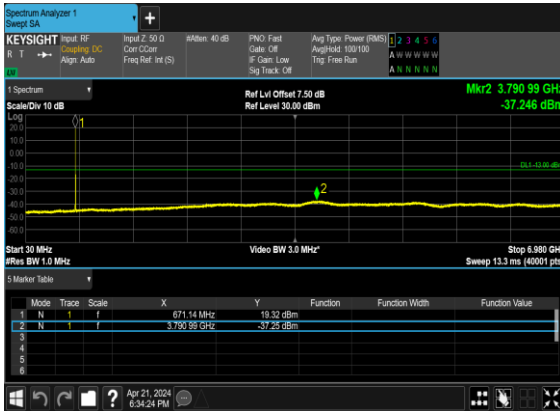 Spectrum Analyzer 1
Swept SA
+
KEYSIGHT
R T
Input: RF
Coupling: DC
Align: Auto
Input Z: 50 Ω
Corr CCorr
Freq Ref: Int (S)
#Atten: 40 dB
PNO: Fast
Gate: Off
IF Gain: Low
Sig Track: Off
Avg Type: Power (RMS)
Avg|Hold: 100/100
Trig: Free Run
1 2 3 4 5 6
A W W W W W
A N N N N N
1 Spectrum
Scale/Div 10 dB
Ref Lvl Offset 7.50 dB
Ref Level 30.00 dBm
Mkr2 3.790 99 GHz
-37.246 dBm
Log
20.0
10.0
0.00
-10.0
-20.0
-30.0
-40.0
-50.0
-60.0
1
2
DL1 -13.00 dBm
Start 30 MHz
#Res BW 1.0 MHz
Video BW 3.0 MHz*
Stop 6.980 GHz
Sweep 13.3 ms (40001 pts)
5 Marker Table
Mode Trace Scale X Y Function Function Width Function Value
1 N 1 f 671.14 MHz 19.32 dBm
2 N 1 f 3.790 99 GHz -37.25 dBm
3
4
5
6
?
Apr 21, 2024
6:34:24 PM